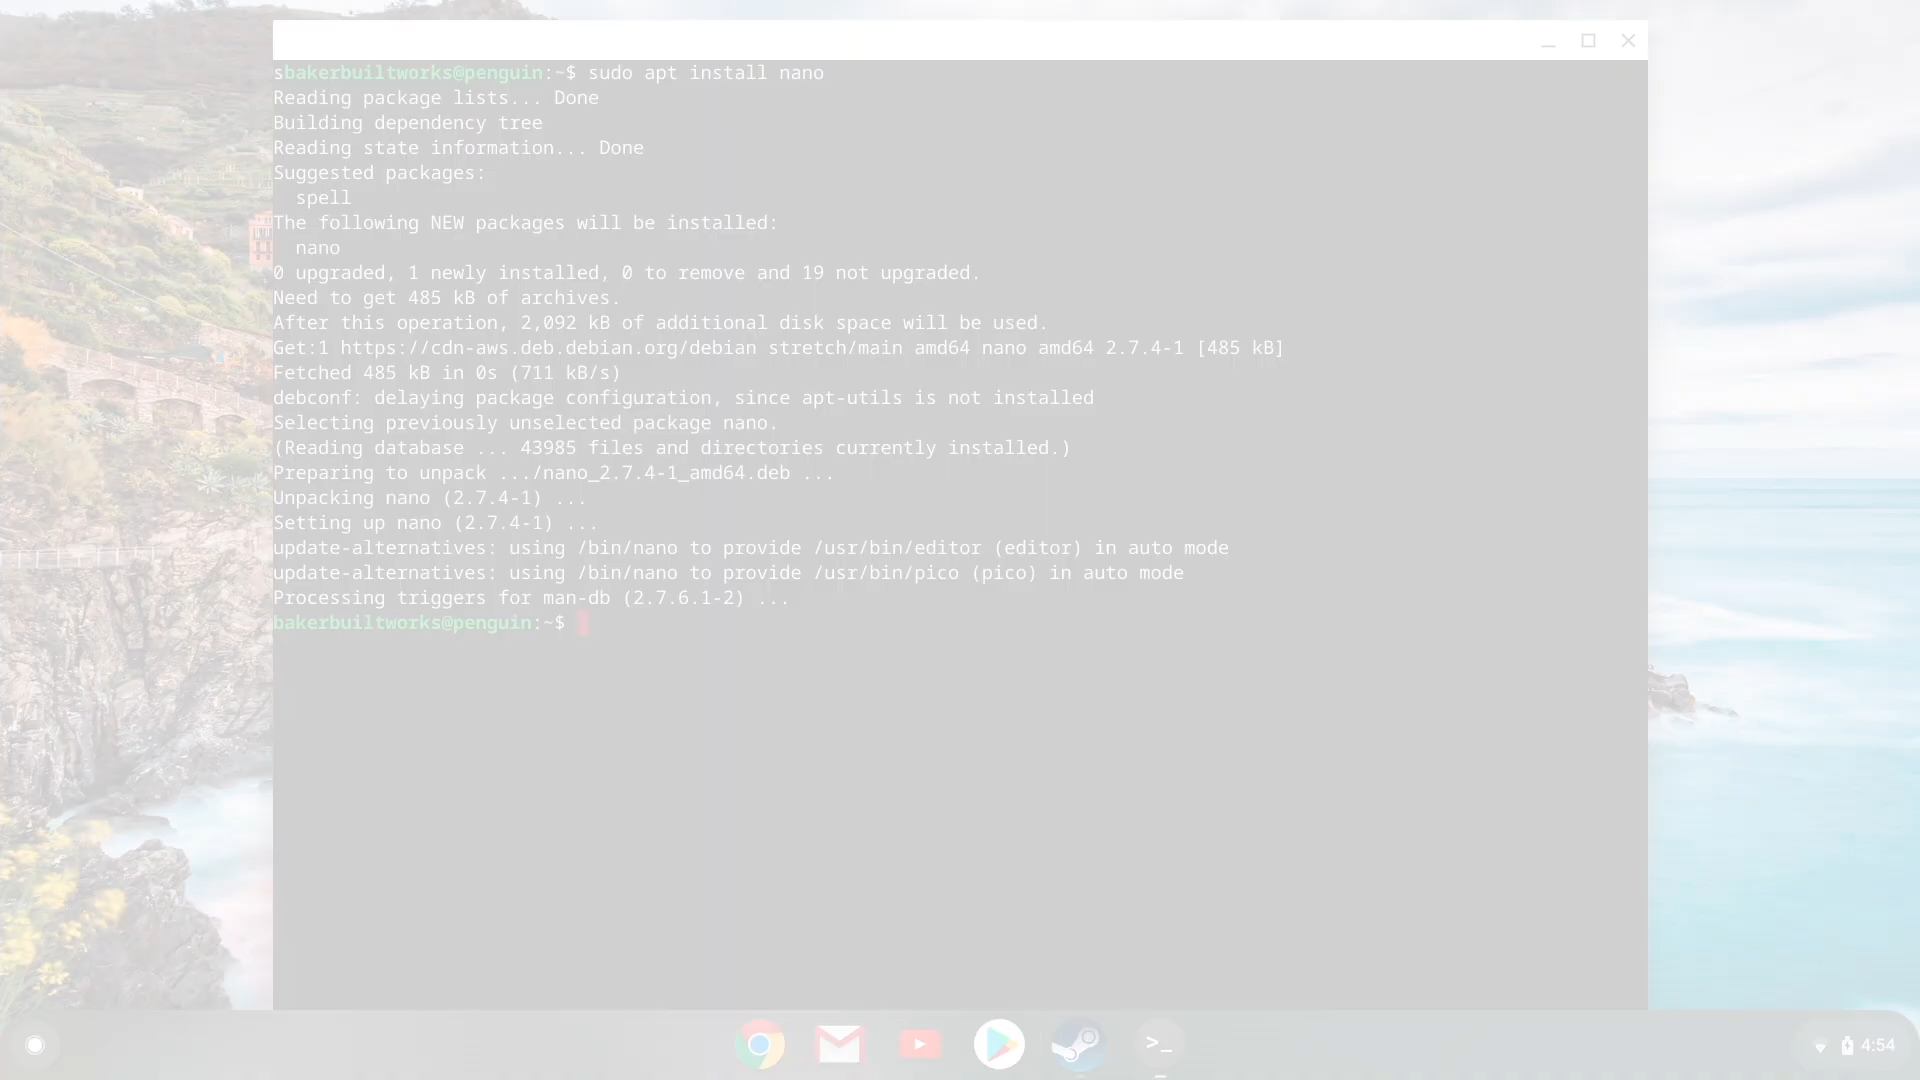 sbakerbuiltworks@penguin:~$ sudo apt install nano
Reading package lists... Done
Building dependency tree
Reading state information... Done
Suggested packages:
  spell
The following NEW packages will be installed:
  nano
0 upgraded, 1 newly installed, 0 to remove and 19 not upgraded.
Need to get 485 kB of archives.
After this operation, 2,092 kB of additional disk space will be used.
Get:1 https://cdn-aws.deb.debian.org/debian stretch/main amd64 nano amd64 2.7.4-1 [485 kB]
Fetched 485 kB in 0s (711 kB/s)
debconf: delaying package configuration, since apt-utils is not installed
Selecting previously unselected package nano.
(Reading database ... 43985 files and directories currently installed.)
Preparing to unpack .../nano_2.7.4-1_amd64.deb ...
Unpacking nano (2.7.4-1) ...
Setting up nano (2.7.4-1) ...
update-alternatives: using /bin/nano to provide /usr/bin/editor (editor) in auto mode
update-alternatives: using /bin/nano to provide /usr/bin/pico (pico) in auto mode
Processing triggers for man-db (2.7.6.1-2) ...
bakerbuiltworks@penguin:~$
>_
4:54